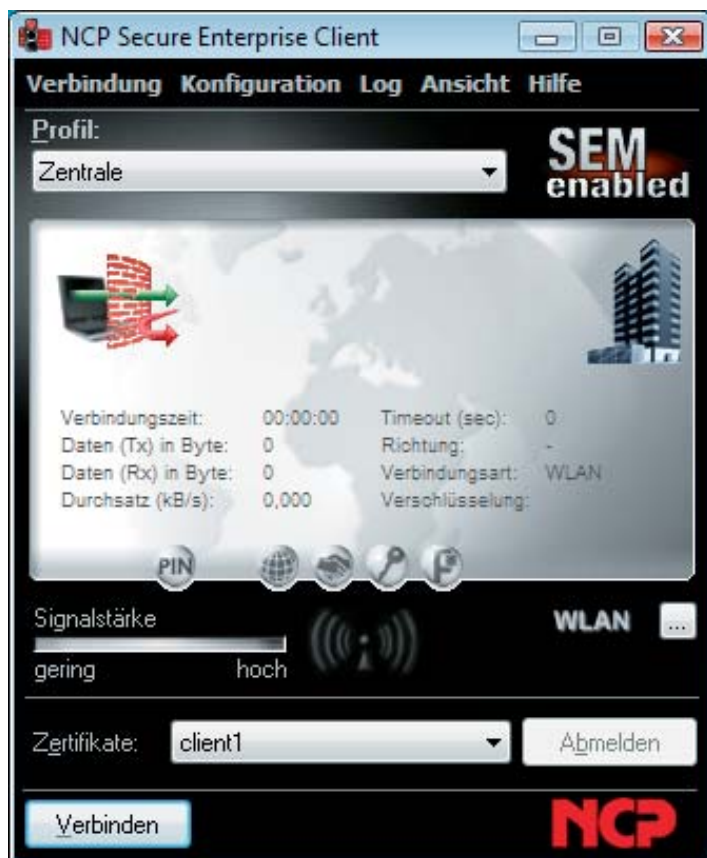 NCP Secure Enterprise Client
Verbindung Konfiguration Log Ansicht Hilfe
Profil:
Zentrale
SEM
enabled
Verbindungszeit: 00:00:00 Timeout (sec): 0
Daten (Tx) in Byte: 0 Richtung: -
Daten (Rx) in Byte: 0 Verbindungsart: WLAN
Durchsatz (kB/s): 0,000 Verschlüsselung:
PIN
Signalstärke
WLAN ...
gering hoch
Zertifikate: client1 Abmelden
Verbinden
NCP